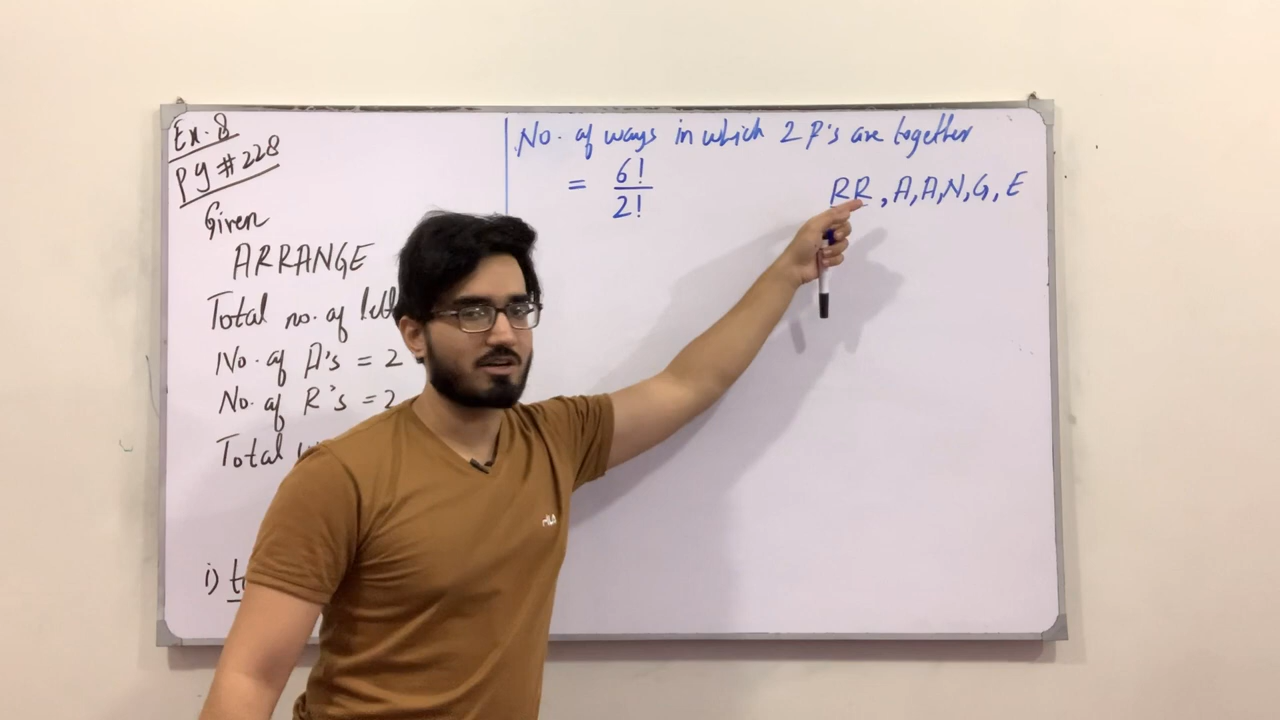 Ex. 8
pg # 228
Given
ARRANGE
Total no. of
No. of A's = 2
No. of R's = 2
Total
i)
No. of ways in which 2 R's are together
= 6!
2!
RR, A, A, N, G, E